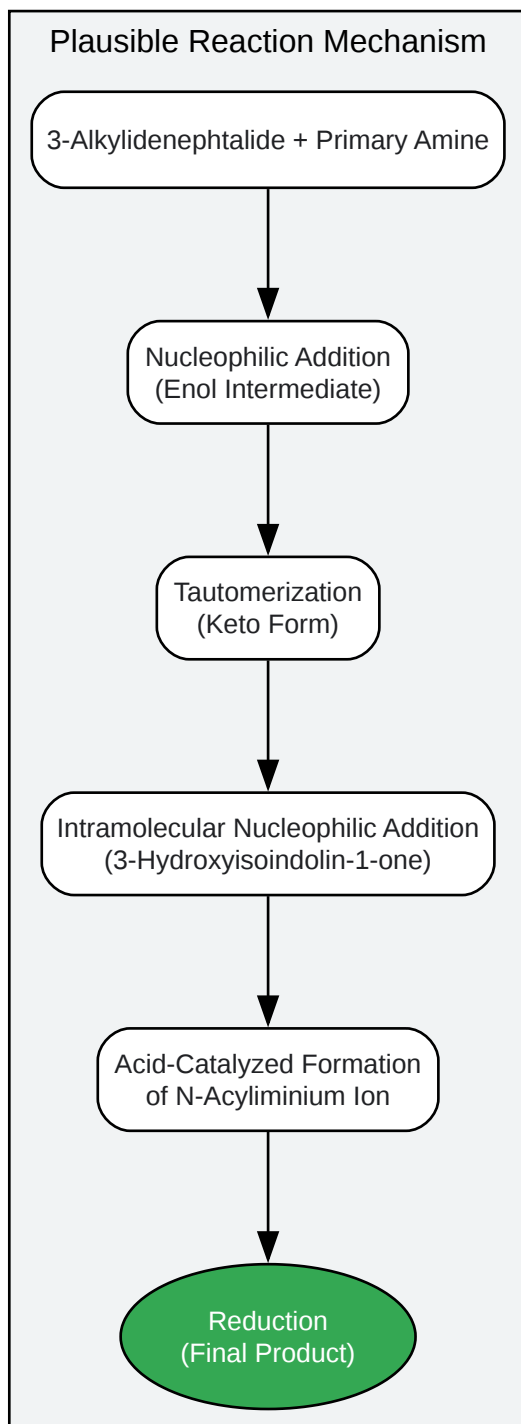 Plausible Reaction Mechanism
3-Alkylidenephtalide + Primary Amine
Nucleophilic Addition
(Enol Intermediate)
Tautomerization
(Keto Form)
Intramolecular Nucleophilic Addition
(3-Hydroxyisoindolin-1-one)
Acid-Catalyzed Formation
of N-Acyliminium Ion
Reduction
(Final Product)